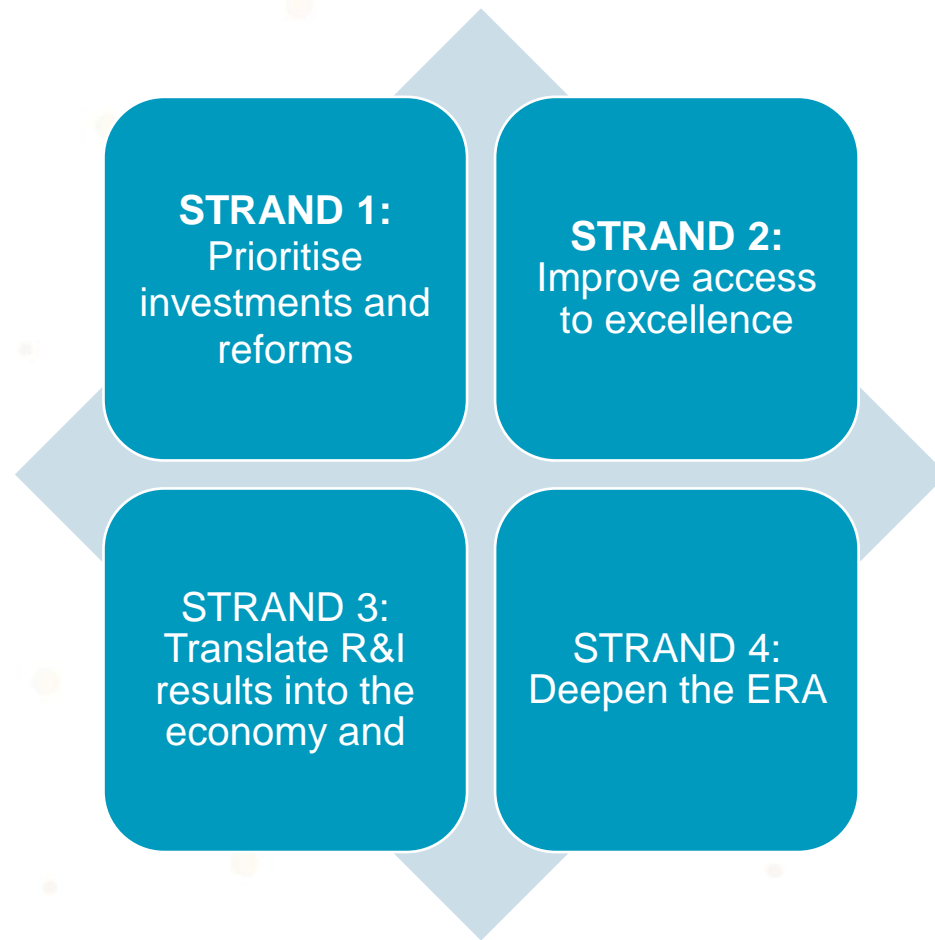 STRAND 1:
Prioritise
investments and
reforms
STRAND 2:
Improve access
to excellence
STRAND 3:
Translate R&I
results into the
economy and
STRAND 4:
Deepen the ERA